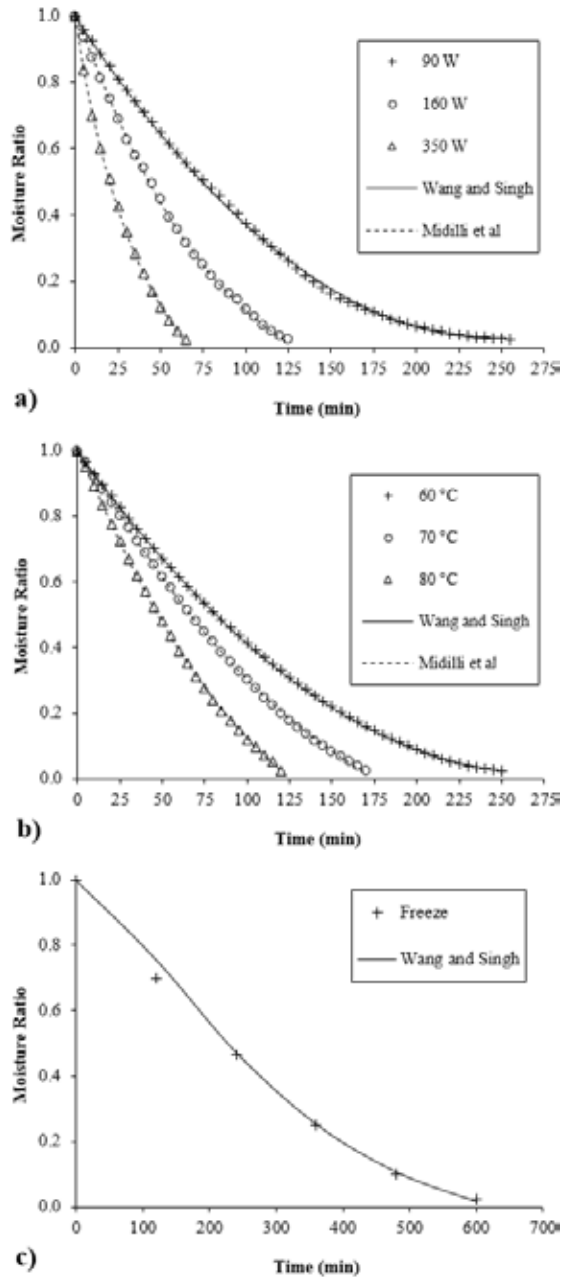 1.0
0.8
0.6
0.4
0.2
0.0
Moisture Ratio
90 W
160 W
350 W
Wang and Singh
Midilli et al
0 25 50 75 100 125 150 175 200 225 250 275
a)
Time (min)
1.0
0.8
0.6
0.4
0.2
0.0
Moisture Ratio
60 °C
70 °C
80 °C
Wang and Singh
Midilli et al
0 25 50 75 100 125 150 175 200 225 250 275
b)
Time (min)
1.0
0.8
0.6
0.4
0.2
0.0
Moisture Ratio
Freeze
Wang and Singh
0 100 200 300 400 500 600 700
c)
Time (min)